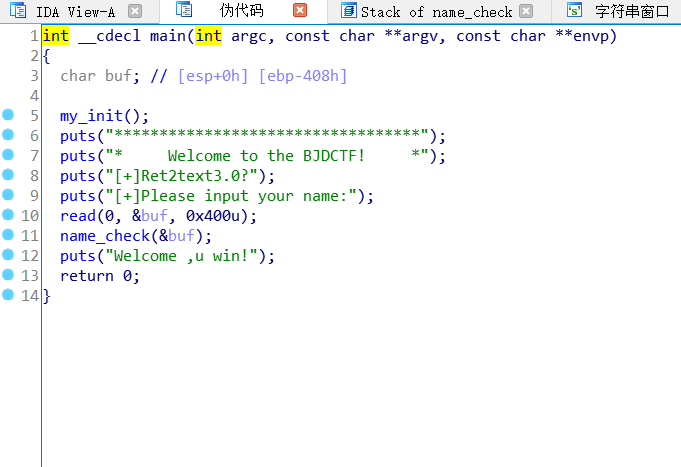 IDA View-A 伪代码 Stack of name_check 字符串窗口
1 int __cdecl main(int argc, const char **argv, const char **envp)
2 {
3   char buf; // [esp+0h] [ebp-408h]
4
5   my_init();
6   puts("**********************************");
7   puts("*     Welcome to the BJDCTF!     *");
8   puts("[+]Ret2text3.0?");
9   puts("[+]Please input your name:");
10   read(0, &buf, 0x400u);
11   name_check(&buf);
12   puts("Welcome ,u win!");
13   return 0;
14 }